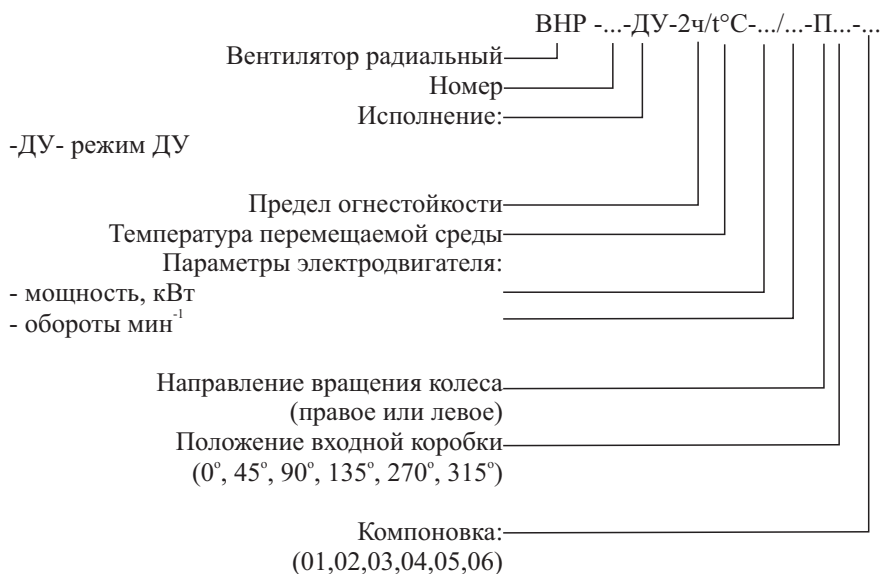 ВНР -...-ДУ-2ч/t°С-.../...-П...-...
Вентилятор радиальный
Номер
Исполнение:
-ДУ- режим ДУ
Предел огнестойкости
Температура перемещаемой среды
Параметры электродвигателя:
- мощность, кВт
- обороты мин⁻¹
Направление вращения колеса
(правое или левое)
Положение входной коробки
(0°, 45°, 90°, 135°, 270°, 315°)
Компоновка:
(01,02,03,04,05,06)